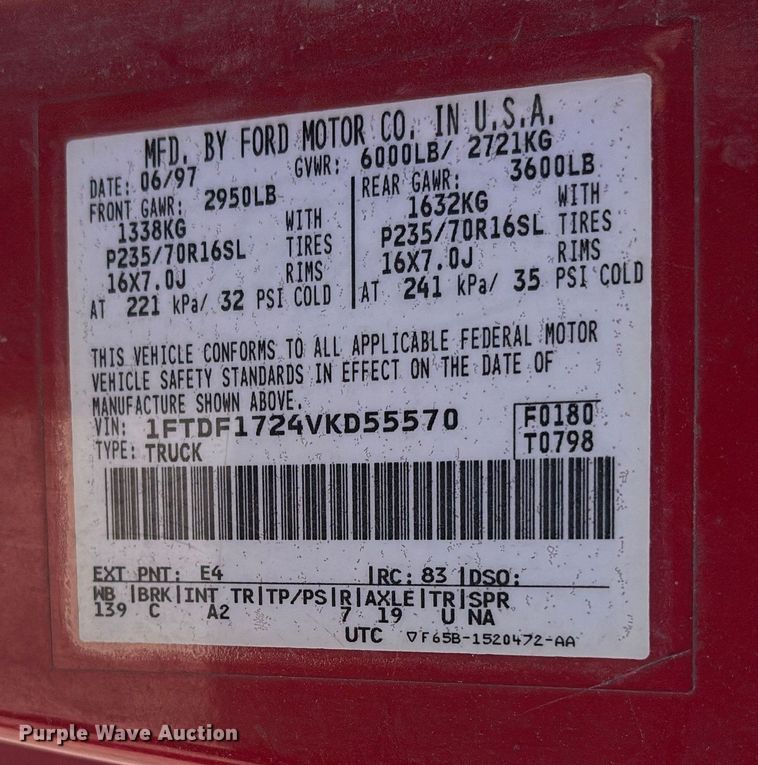 MFD. BY FORD MOTOR CO. IN U.S.A.
DATE: 06/97 GVWR: 6000LB/ 2721KG
FRONT GAWR: 2950LB
1338KG WITH
P235/70R16SL TIRES
16X7.0J RIMS
AT 221 kPa/ 32 PSI COLD
REAR GAWR: 3600LB
1632KG WITH
P235/70R16SL TIRES
16X7.0J RIMS
AT 241 kPa/ 35 PSI COLD
THIS VEHICLE CONFORMS TO ALL APPLICABLE FEDERAL MOTOR
VEHICLE SAFETY STANDARDS IN EFFECT ON THE DATE OF
MANUFACTURE SHOWN ABOVE.
VIN: 1FTDF1724VKD55570 F0180
TYPE: TRUCK T0798
EXT PNT: E4 |RC: 83 |DSO:
WB |BRK|INT TR|TP/PS|R|AXLE|TR|SPR
139 C A2 7 19 U NA
UTC ▽F65B-1520472-AA
Purple Wave Auction